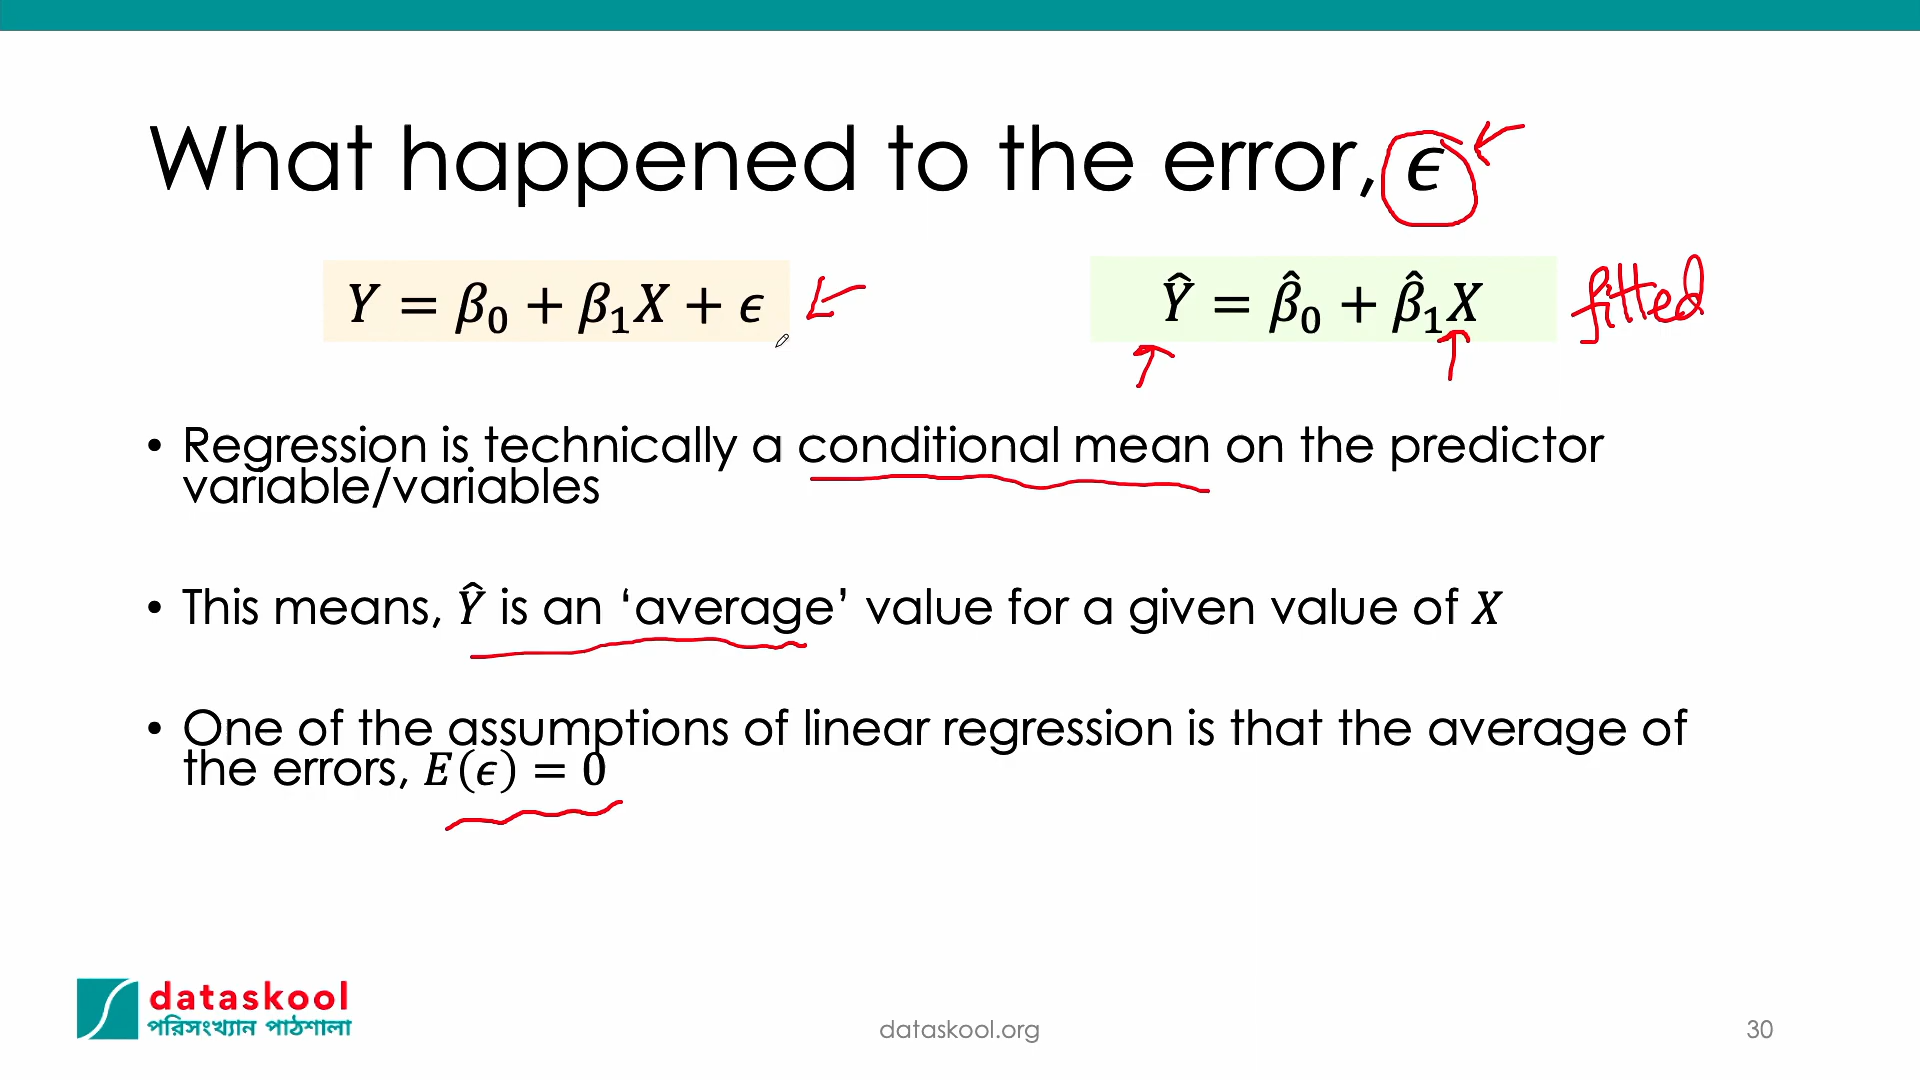 What happened to the error, ϵ
Y = β₀ + β₁X + ϵ
Ŷ = β̂₀ + β̂₁X
fitted
• Regression is technically a conditional mean on the predictor
variable/variables
• This means, Ŷ is an ‘average’ value for a given value of X
• One of the assumptions of linear regression is that the average of
the errors, E(ϵ) = 0
dataskool
পরিসংখ্যান পাঠশালা
dataskool.org
30